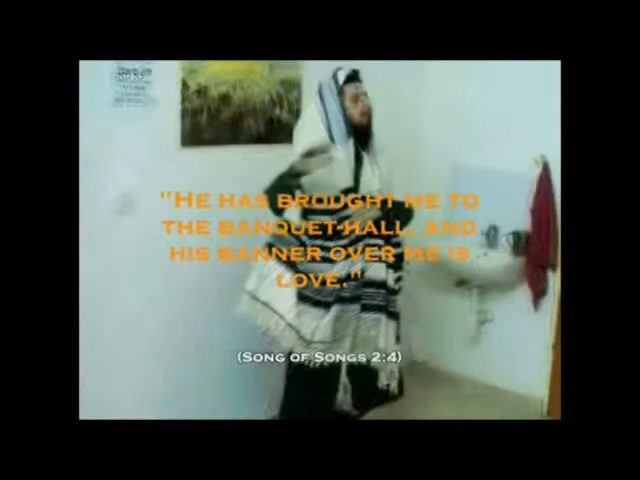 "He has brought me to
the banquet hall, and
his banner over me is
love."
(Song of Songs 2:4)